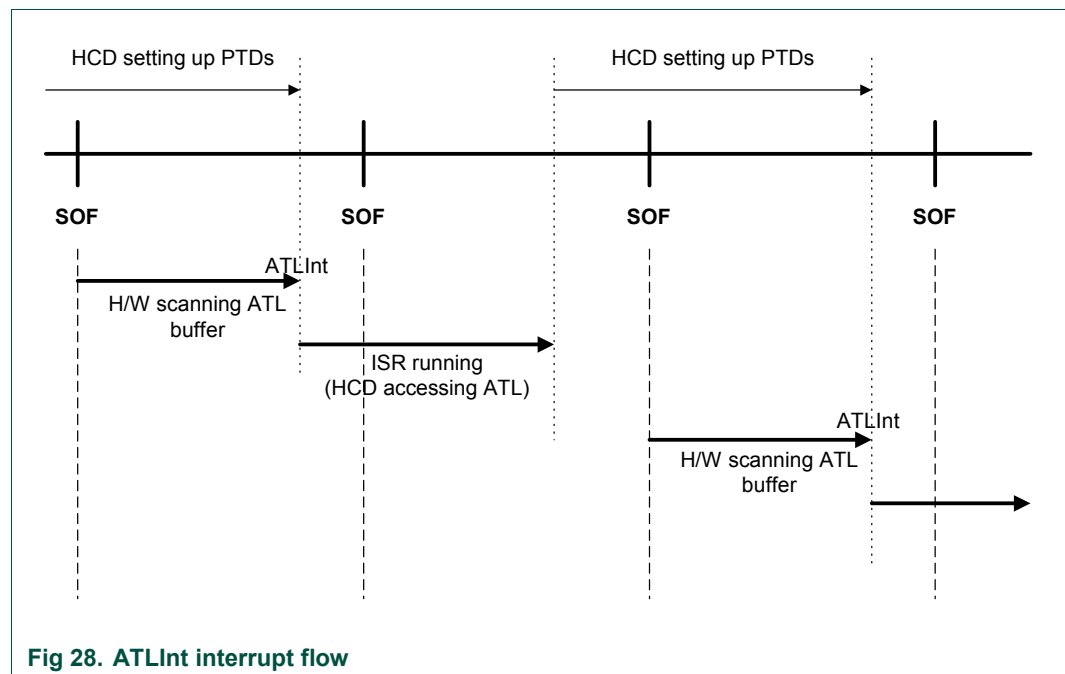 HCD setting up PTDs
HCD setting up PTDs
SOF
SOF
SOF
SOF
ATLInt
H/W scanning ATL
buffer
ISR running
(HCD accessing ATL)
ATLInt
H/W scanning ATL
buffer
Fig 28. ATLInt interrupt flow